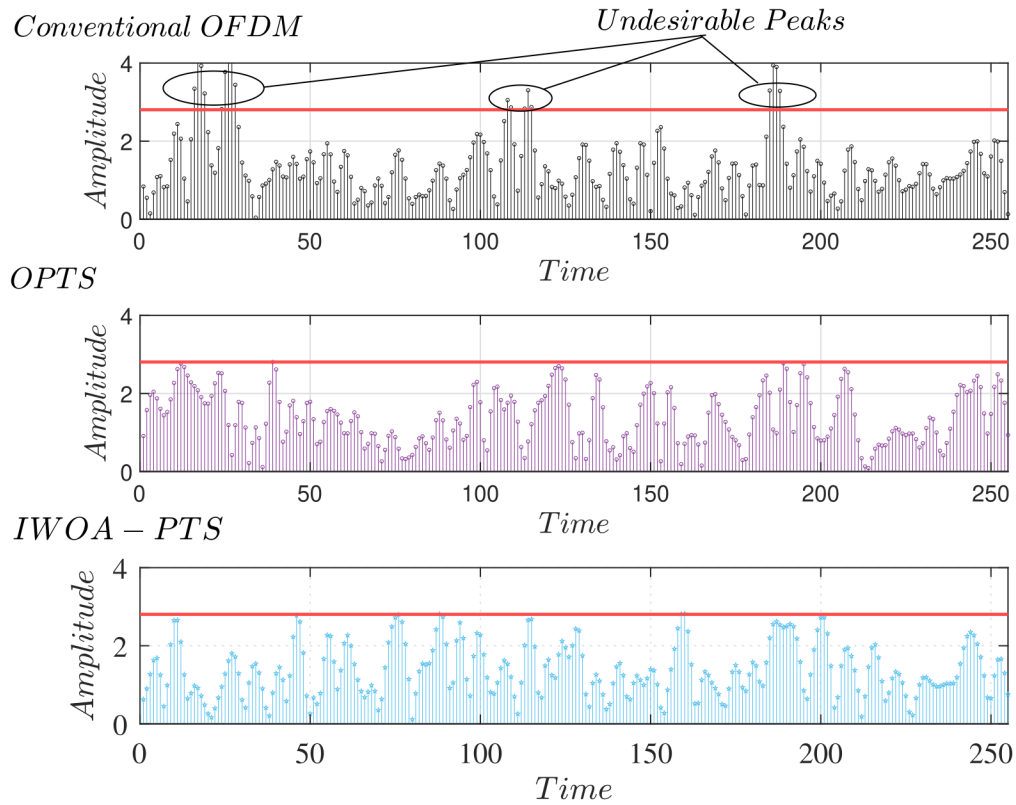 Conventional OFDM
Undesirable Peaks
Amplitude
4
2
0
0 50 100 150 200 250
Time
OPTS
Amplitude
4
2
0
0 50 100 150 200 250
Time
IWOA – PTS
Amplitude
4
2
0
0 50 100 150 200 250
Time